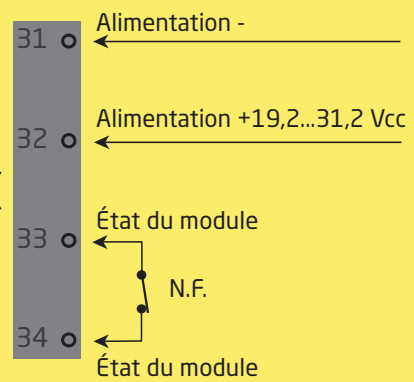 31 Alimentation -
32 Alimentation +19,2...31,2 Vcc
33 État du module
N.F.
34 État du module